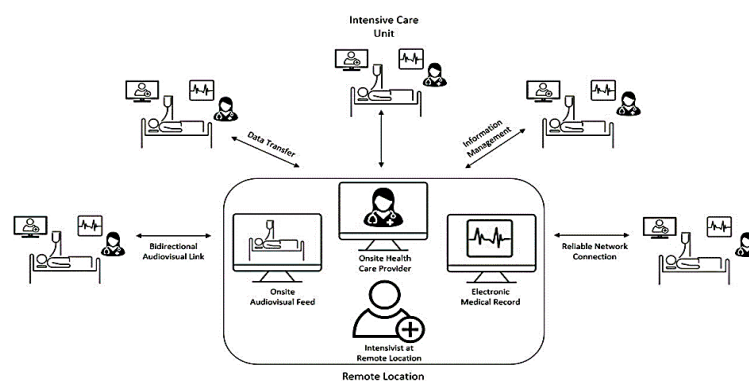 Intensive Care
Unit
Data Transfer
Information
Management
Bidirectional
Audiovisual Link
Onsite Health
Care Provider
Reliable Network
Connection
Onsite
Audiovisual Feed
Electronic
Medical Record
Intensivist at
Remote Location
Remote Location